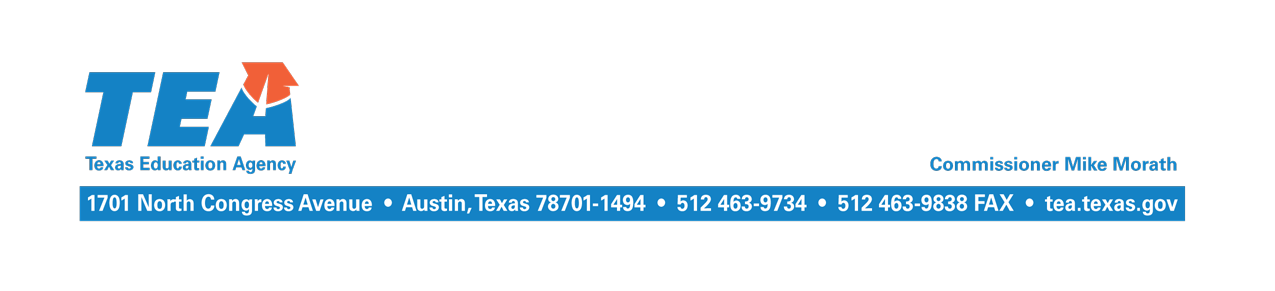 TEA
Texas Education Agency
Commissioner Mike Morath
1701 North Congress Avenue • Austin, Texas 78701-1494 • 512 463-9734 • 512 463-9838 FAX • tea.texas.gov